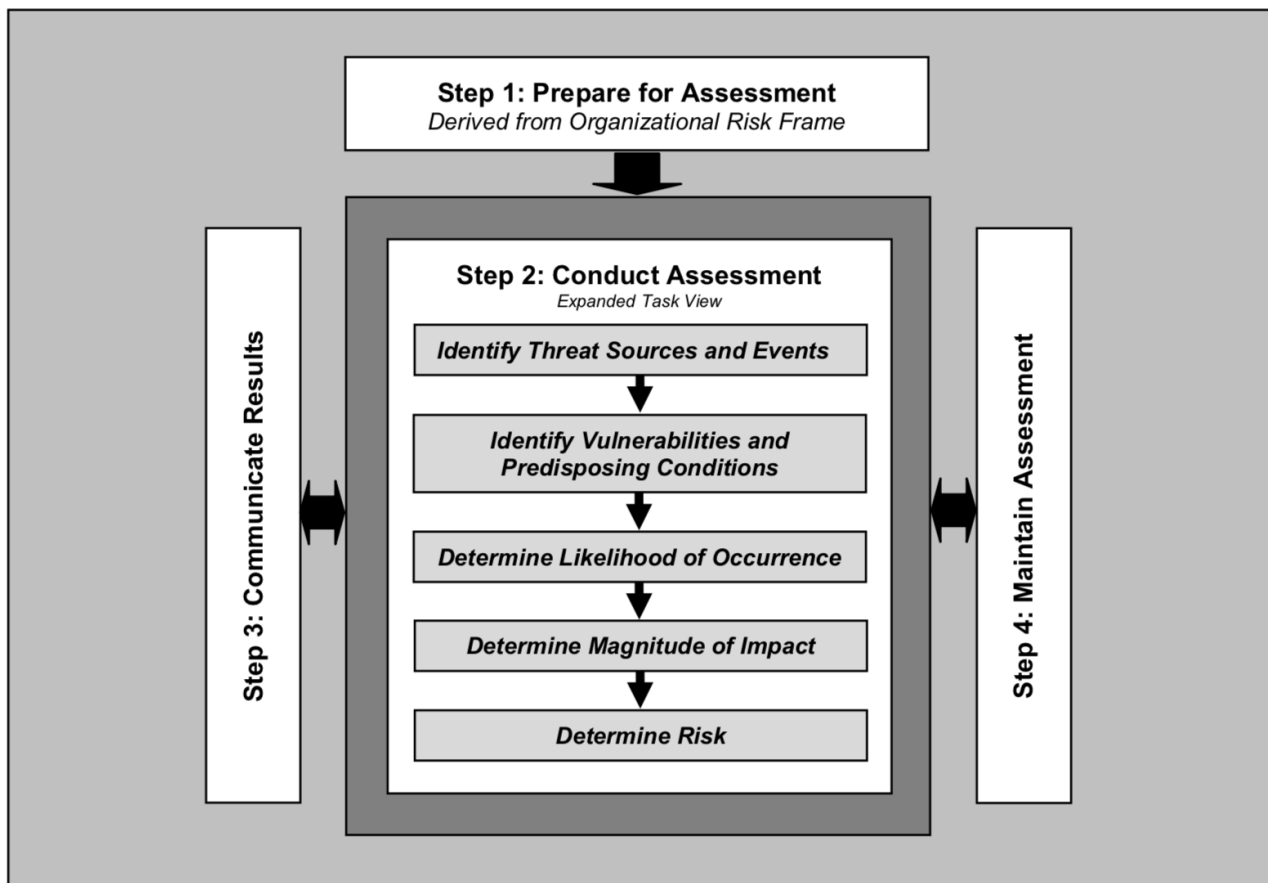 Step 1: Prepare for Assessment
Derived from Organizational Risk Frame
Step 2: Conduct Assessment
Expanded Task View
Identify Threat Sources and Events
Identify Vulnerabilities and
Predisposing Conditions
Determine Likelihood of Occurrence
Determine Magnitude of Impact
Determine Risk
Step 3: Communicate Results
Step 4: Maintain Assessment